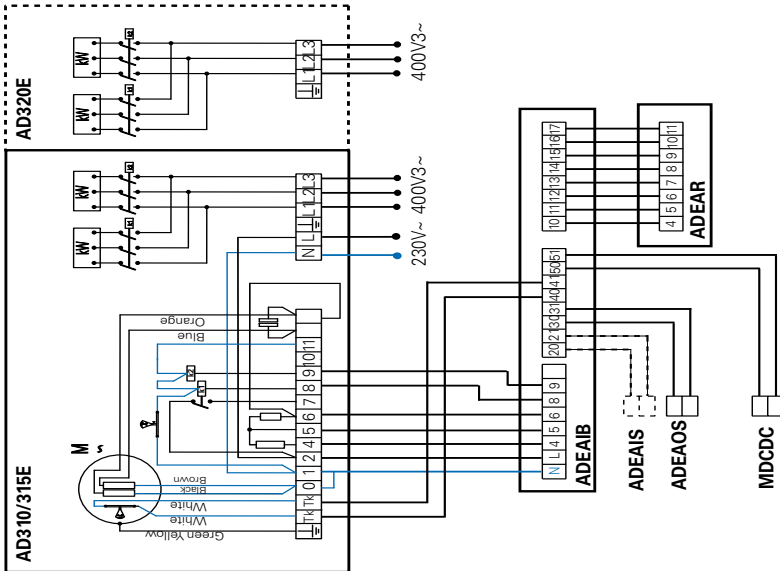 AD310/315E
AD320E
M
kW kW
kW kW
Green Yellow
White
White
Black
Brown
Blue
Orange
k1
k2
Tk Tk 0 1 2 4 5 6 7 8 9 10 11
N L
L1 L2 L3
L1 L2 L3
230V~ 400V3~
400V3~
ADEAIB
N L 4 5 6 8 9
20 21 30 31 40 41 50 51
10 11 12 13 14 15 16 17
ADEAR
4 5 6 7 8 9 10 11
ADEAIS
ADEAOS
MDCDC